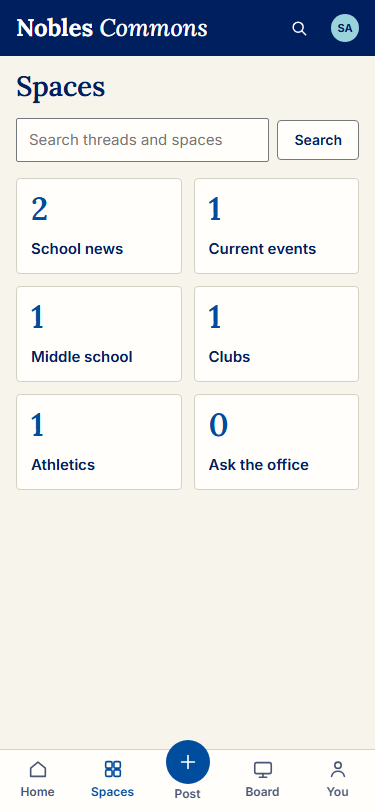 Nobles Commons
SA
Spaces
Search threads and spaces
Search
2
School news
1
Current events
1
Middle school
1
Clubs
1
Athletics
0
Ask the office
Home
Spaces
Post
Board
You